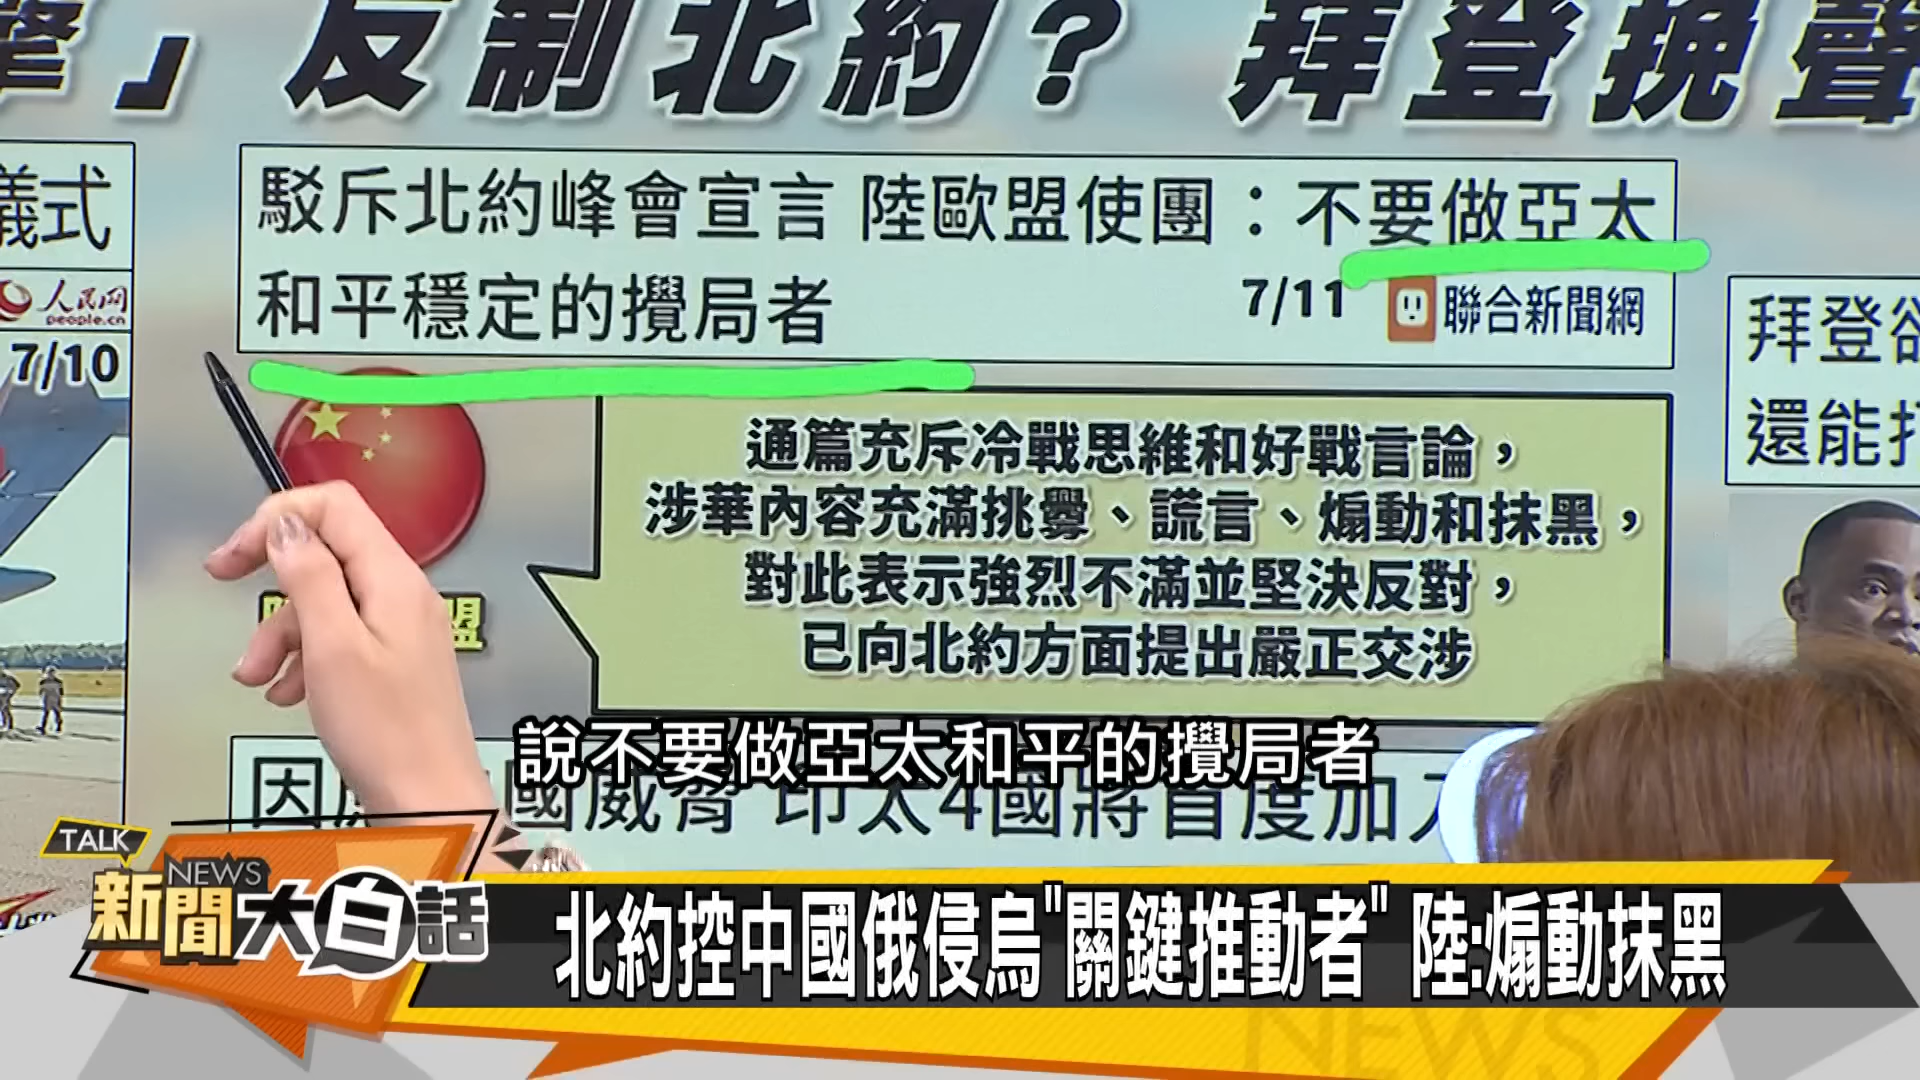 」反制北約? 拜登挽聲
儀式
人民网
people.cn
7/10
駁斥北約峰會宣言 陸歐盟使團：不要做亞太
和平穩定的攪局者
7/11 聯合新聞網
拜登欲
還能打
通篇充斥冷戰思維和好戰言論，
涉華內容充滿挑釁、謊言、煽動和抹黑，
對此表示強烈不滿並堅決反對，
已向北約方面提出嚴正交涉
盟
說不要做亞太和平的攪局者
因 國威脅 印太4國將首度加入
TALK
NEWS
新聞大白話
北約控中國俄侵烏"關鍵推動者" 陸:煽動抹黑
NEWS